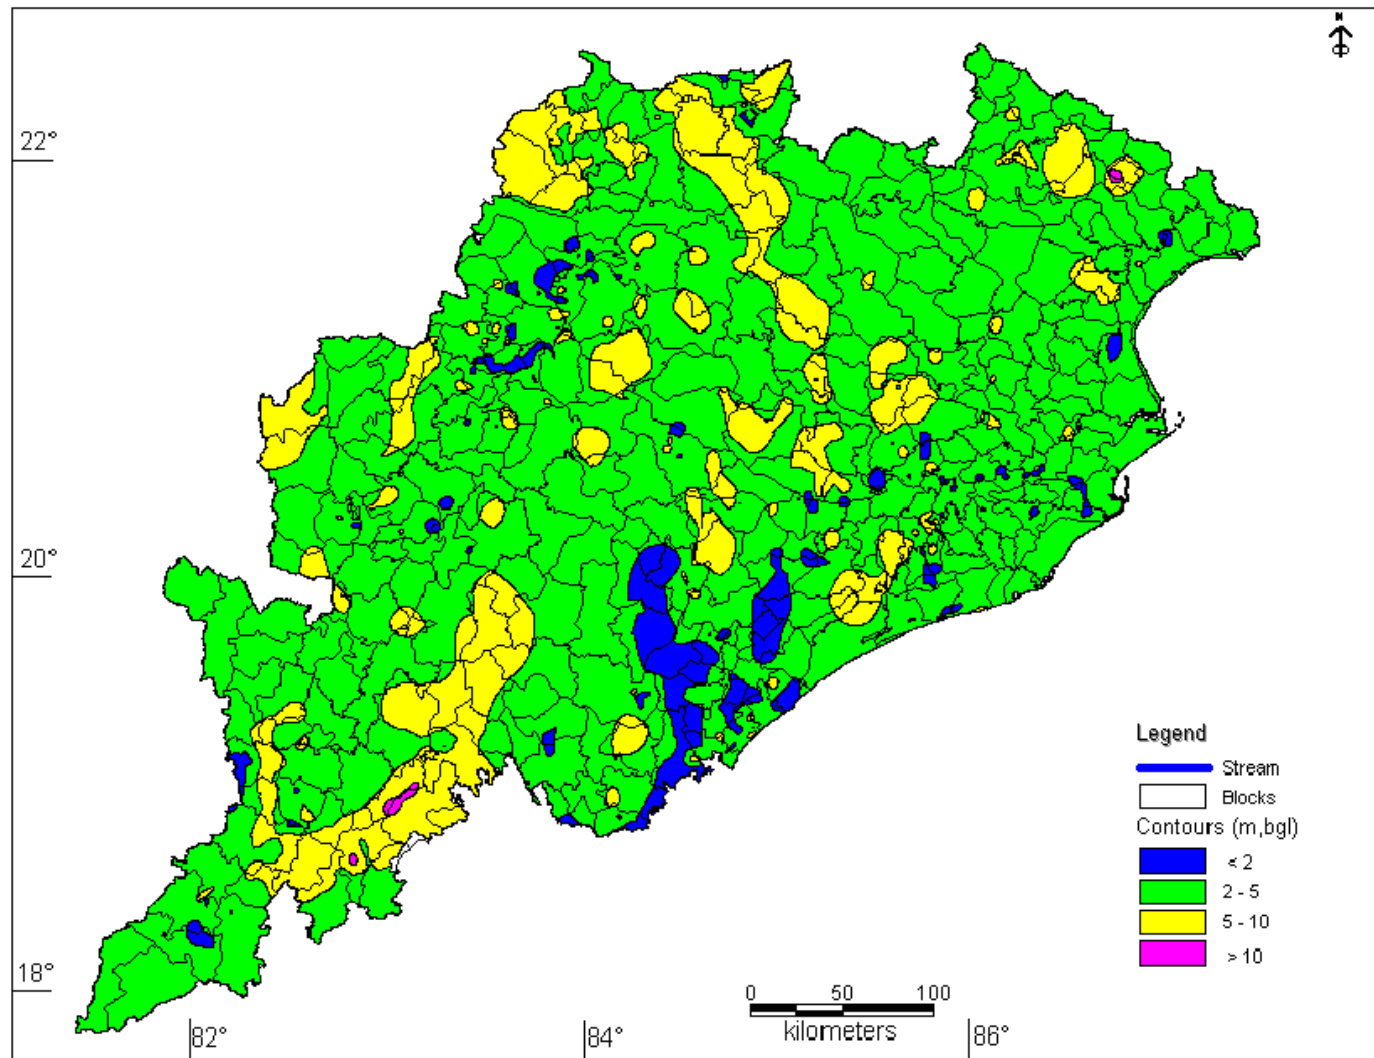 N
22°
20°
18°
82°
84°
86°
Legend
Stream
Blocks
Contours (m,bgl)
< 2
2 - 5
5 - 10
> 10
0 50 100
kilometers